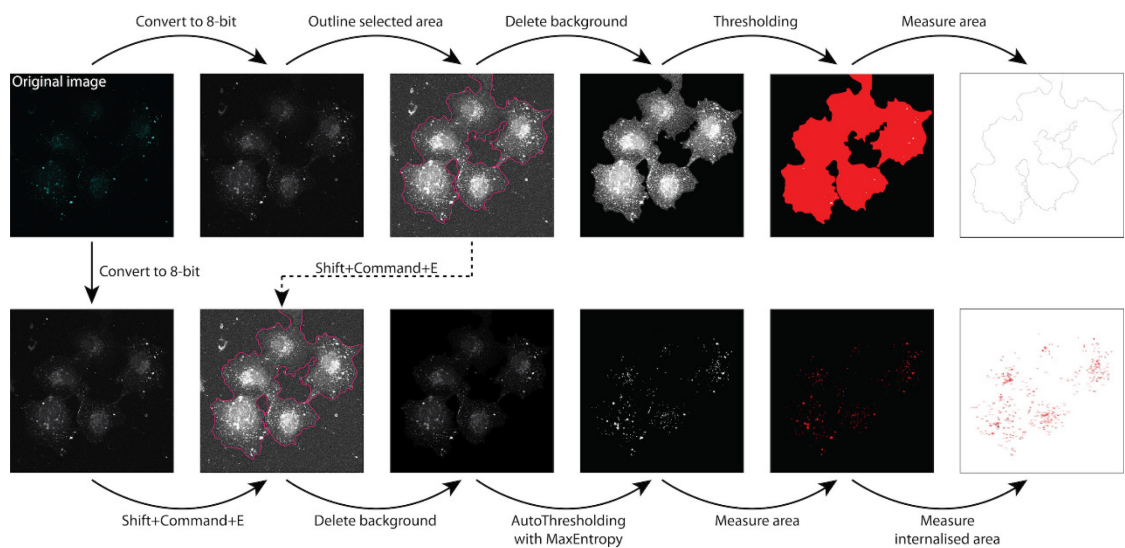 Convert to 8-bit
Outline selected area
Delete background
Thresholding
Measure area
Original image
Shift+Command+E
Convert to 8-bit
Shift+Command+E
Delete background
AutoThresholding
with MaxEntropy
Measure area
Measure
internalised area